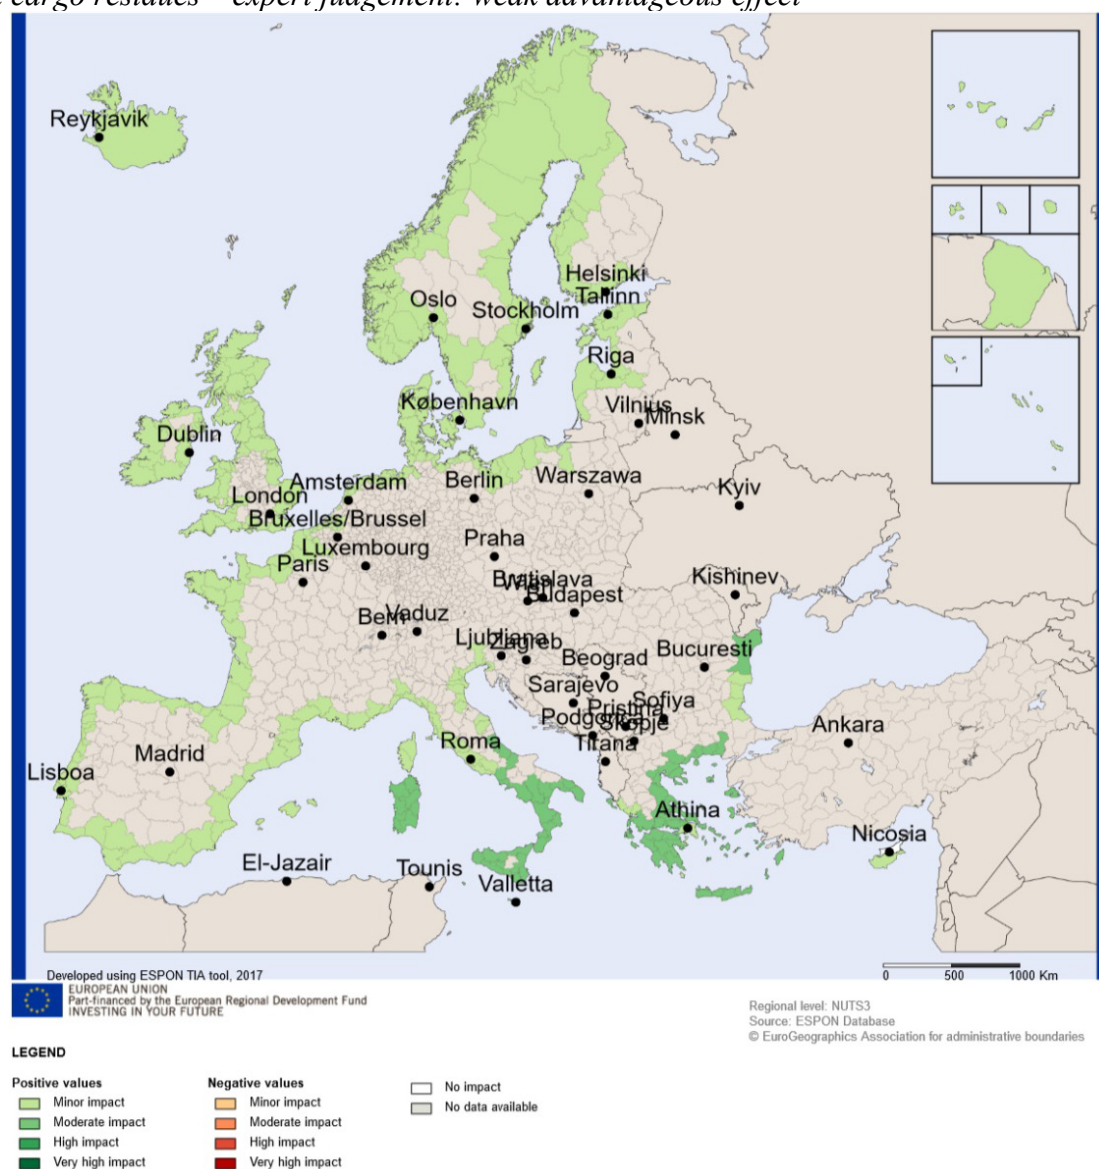 cargo residues – expert judgement: weak advantageous effect
Reykjavik
Helsinki
Tallinn
Oslo
Stockholm
Riga
København
Vilnius
Minsk
Dublin
Amsterdam
Berlin
Warszawa
London
Kyiv
Bruxelles/Brussel
Praha
Luxembourg
Paris
Bratislava
Wien
Budapest
Kishinev
Bern
Vaduz
Ljubljana
Zagreb
Beograd
Bucuresti
Sarajevo
Sofiya
Pristina
Podgorica
Skopje
Ankara
Roma
Tirana
Madrid
Lisboa
Athina
Nicosia
El-Jazair
Tounis
Valletta
Developed using ESPON TIA tool, 2017
0 500 1000 Km
EUROPEAN UNION
Part-financed by the European Regional Development Fund
INVESTING IN YOUR FUTURE
Regional level: NUTS3
Source: ESPON Database
© EuroGeographics Association for administrative boundaries
LEGEND
Positive values
Minor impact
Moderate impact
High impact
Very high impact
Negative values
Minor impact
Moderate impact
High impact
Very high impact
No impact
No data available